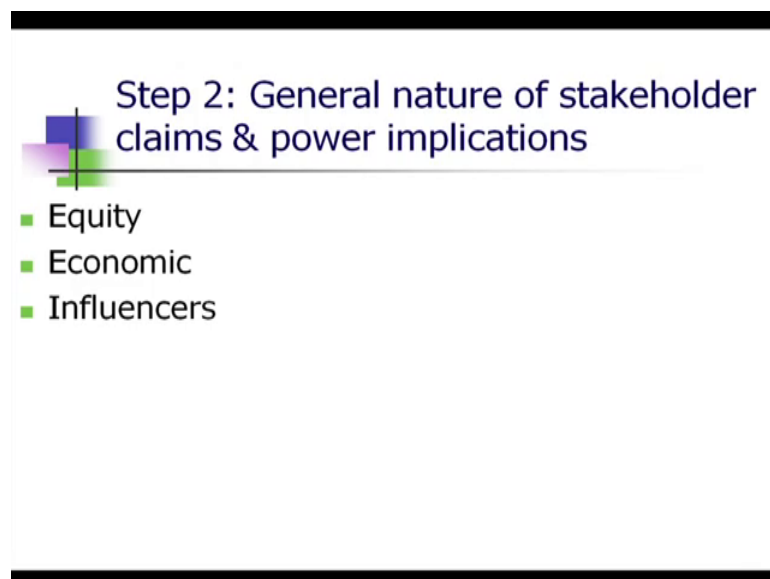 Step 2: General nature of stakeholder
claims & power implications
Equity
Economic
Influencers